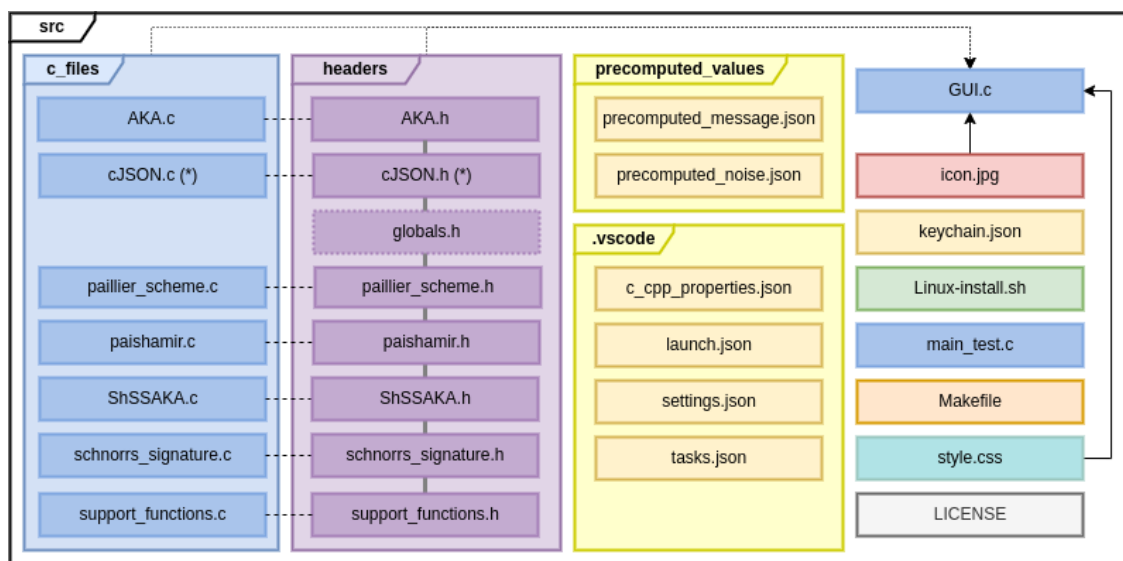 src
c_files
AKA.c
cJSON.c (*)
paillier_scheme.c
paishamir.c
ShSSAKA.c
schnorrs_signature.c
support_functions.c
headers
AKA.h
cJSON.h (*)
globals.h
paillier_scheme.h
paishamir.h
ShSSAKA.h
schnorrs_signature.h
support_functions.h
precomputed_values
precomputed_message.json
precomputed_noise.json
.vscode
c_cpp_properties.json
launch.json
settings.json
tasks.json
GUI.c
icon.jpg
keychain.json
Linux-install.sh
main_test.c
Makefile
style.css
LICENSE